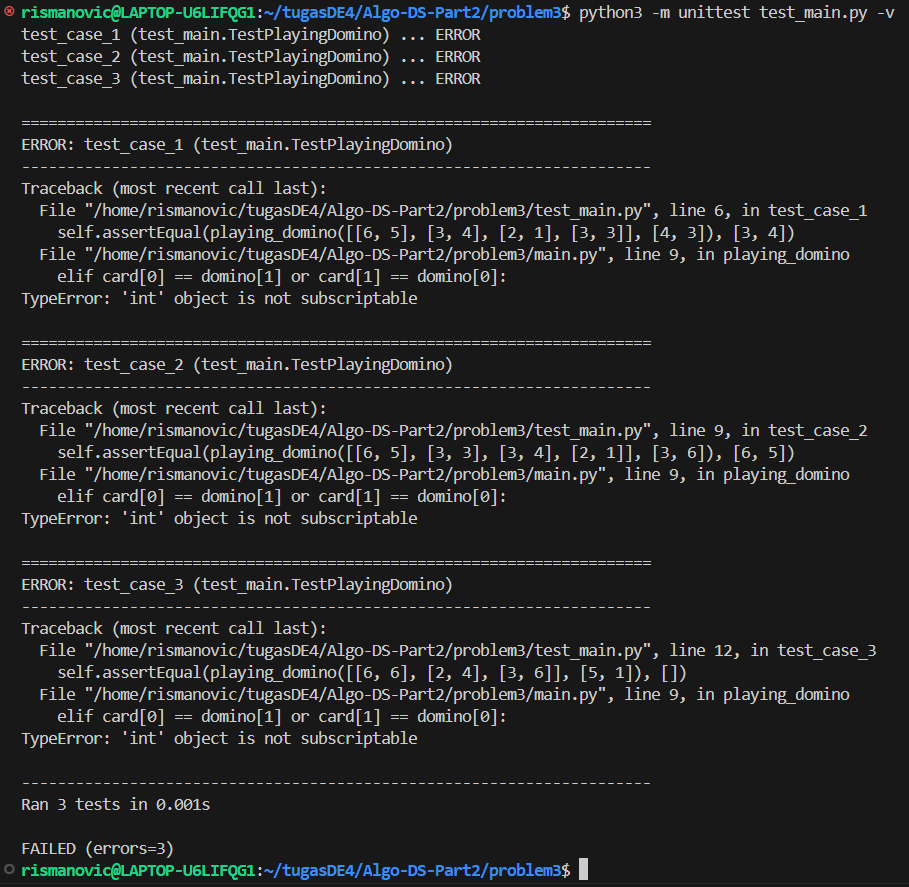 rismanovic@LAPTOP-U6LIFQG1:~/tugasDE4/Algo-DS-Part2/problem3$ python3 -m unittest test_main.py -v
test_case_1 (test_main.TestPlayingDomino) ... ERROR
test_case_2 (test_main.TestPlayingDomino) ... ERROR
test_case_3 (test_main.TestPlayingDomino) ... ERROR

======================================================================
ERROR: test_case_1 (test_main.TestPlayingDomino)
----------------------------------------------------------------------
Traceback (most recent call last):
  File "/home/rismanovic/tugasDE4/Algo-DS-Part2/problem3/test_main.py", line 6, in test_case_1
    self.assertEqual(playing_domino([[6, 5], [3, 4], [2, 1], [3, 3]], [4, 3]), [3, 4])
  File "/home/rismanovic/tugasDE4/Algo-DS-Part2/problem3/main.py", line 9, in playing_domino
    elif card[0] == domino[1] or card[1] == domino[0]:
TypeError: 'int' object is not subscriptable

======================================================================
ERROR: test_case_2 (test_main.TestPlayingDomino)
----------------------------------------------------------------------
Traceback (most recent call last):
  File "/home/rismanovic/tugasDE4/Algo-DS-Part2/problem3/test_main.py", line 9, in test_case_2
    self.assertEqual(playing_domino([[6, 5], [3, 3], [3, 4], [2, 1]], [3, 6]), [6, 5])
  File "/home/rismanovic/tugasDE4/Algo-DS-Part2/problem3/main.py", line 9, in playing_domino
    elif card[0] == domino[1] or card[1] == domino[0]:
TypeError: 'int' object is not subscriptable

======================================================================
ERROR: test_case_3 (test_main.TestPlayingDomino)
----------------------------------------------------------------------
Traceback (most recent call last):
  File "/home/rismanovic/tugasDE4/Algo-DS-Part2/problem3/test_main.py", line 12, in test_case_3
    self.assertEqual(playing_domino([[6, 6], [2, 4], [3, 6]], [5, 1]), [])
  File "/home/rismanovic/tugasDE4/Algo-DS-Part2/problem3/main.py", line 9, in playing_domino
    elif card[0] == domino[1] or card[1] == domino[0]:
TypeError: 'int' object is not subscriptable

----------------------------------------------------------------------
Ran 3 tests in 0.001s

FAILED (errors=3)
rismanovic@LAPTOP-U6LIFQG1:~/tugasDE4/Algo-DS-Part2/problem3$